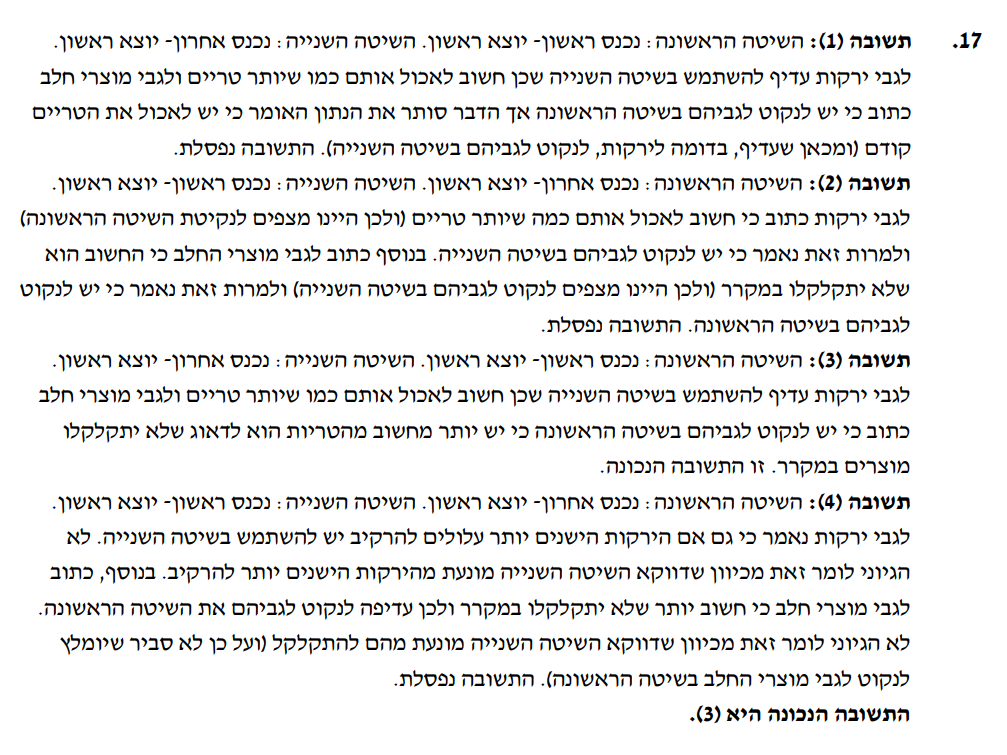 17. תשובה (1): השיטה הראשונה: נכנס ראשון- יוצא ראשון. השיטה השנייה: נכנס אחרון- יוצא ראשון.
לגבי ירקות עדיף להשתמש בשיטה השנייה שכן חשוב לאכול אותם כמו שיותר טריים ולגבי מוצרי חלב
כתוב כי יש לנקוט לגביהם בשיטה הראשונה אך הדבר סותר את הנתון האומר כי יש לאכול את הטריים
קודם (ומכאן שעדיף, בדומה לירקות, לנקוט לגביהם בשיטה השנייה). התשובה נפסלת.
תשובה (2): השיטה הראשונה: נכנס אחרון- יוצא ראשון. השיטה השנייה: נכנס ראשון- יוצא ראשון.
לגבי ירקות כתוב כי חשוב לאכול אותם כמה שיותר טריים (ולכן היינו מצפים לנקיטת השיטה הראשונה)
ולמרות זאת נאמר כי יש לנקוט לגביהם בשיטה השנייה. בנוסף כתוב לגבי מוצרי החלב כי החשוב הוא
שלא יתקלקלו במקרר (ולכן היינו מצפים לנקוט לגביהם בשיטה השנייה) ולמרות זאת נאמר כי יש לנקוט
לגביהם בשיטה הראשונה. התשובה נפסלת.
תשובה (3): השיטה הראשונה: נכנס ראשון- יוצא ראשון. השיטה השנייה: נכנס אחרון- יוצא ראשון.
לגבי ירקות עדיף להשתמש בשיטה השנייה שכן חשוב לאכול אותם כמו שיותר טריים ולגבי מוצרי חלב
כתוב כי יש לנקוט לגביהם בשיטה הראשונה כי יש יותר מחשוב מהטריות הוא לדאוג שלא יתקלקלו
מוצרים במקרר. זו התשובה הנכונה.
תשובה (4): השיטה הראשונה: נכנס אחרון- יוצא ראשון. השיטה השנייה: נכנס ראשון- יוצא ראשון.
לגבי ירקות נאמר כי גם אם הירקות הישנים יותר עלולים להרקיב יש להשתמש בשיטה השנייה. לא
הגיוני לומר זאת מכיוון שדווקא השיטה השנייה מונעת מהירקות הישנים יותר להרקיב. בנוסף, כתוב
לגבי מוצרי חלב כי חשוב יותר שלא יתקלקלו במקרר ולכן עדיפה לנקוט לגביהם את השיטה הראשונה.
לא הגיוני לומר זאת מכיוון שדווקא השיטה השנייה מונעת מהם להתקלקל (ועל כן לא סביר שיומלץ
לנקוט לגבי מוצרי החלב בשיטה הראשונה). התשובה נפסלת.
התשובה הנכונה היא (3).